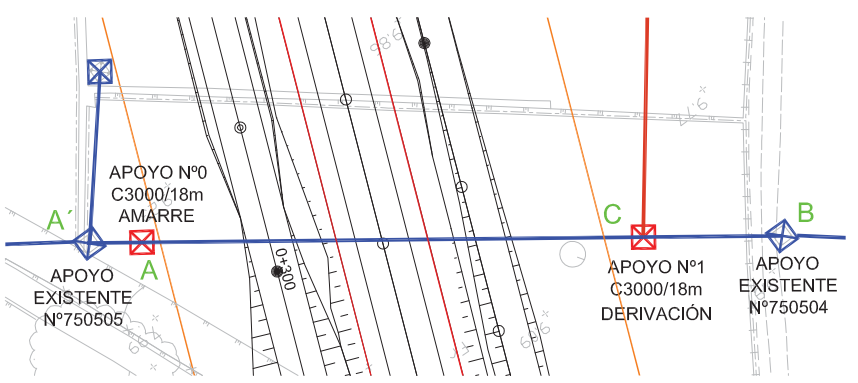 APOYO Nº0
C3000/18m
AMARRE
A´
A
APOYO
EXISTENTE
Nº750505
0+300
C
B
APOYO Nº1
C3000/18m
DERIVACIÓN
APOYO
EXISTENTE
Nº750504